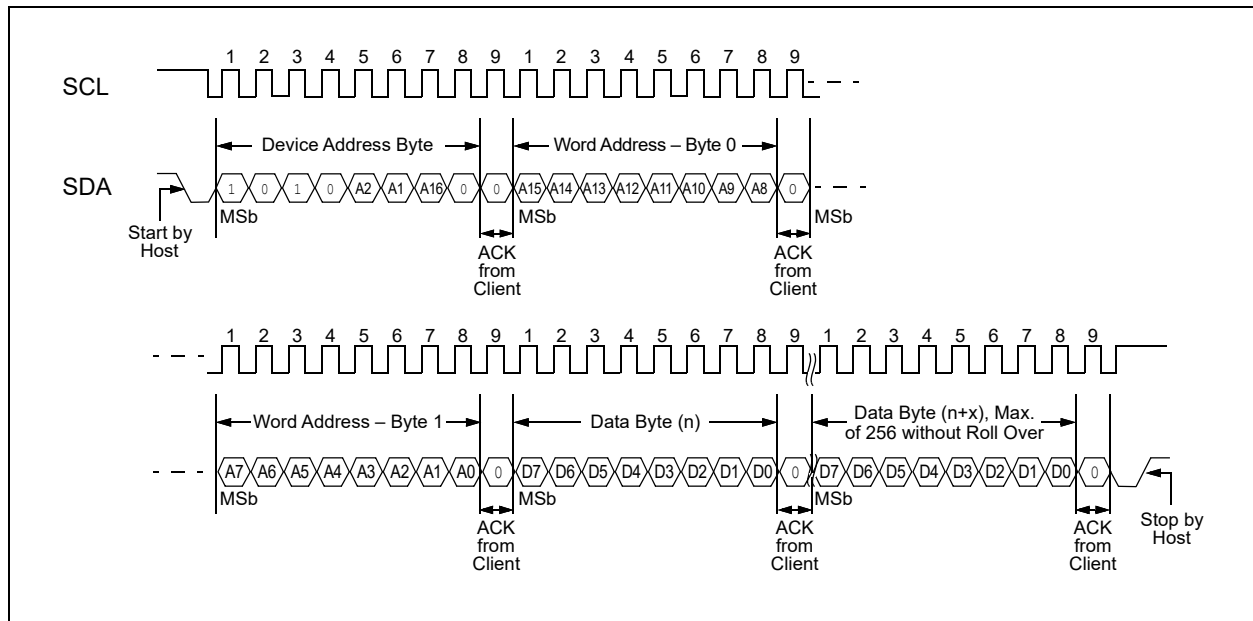 1 2 3 4 5 6 7 8 9 1 2 3 4 5 6 7 8 9
SCL
Device Address Byte Word Address – Byte 0
SDA 1 0 1 0 A2 A1 A16 0 0 A15 A14 A13 A12 A11 A10 A9 A8 0
MSb MSb MSb
Start by
Host
ACK
from
Client
ACK
from
Client
1 2 3 4 5 6 7 8 9 1 2 3 4 5 6 7 8 9 1 2 3 4 5 6 7 8 9
Word Address – Byte 1 Data Byte (n)
Data Byte (n+x), Max.
of 256 without Roll Over
A7 A6 A5 A4 A3 A2 A1 A0 0 D7 D6 D5 D4 D3 D2 D1 D0 0 D7 D6 D5 D4 D3 D2 D1 D0 0
MSb MSb MSb
ACK
from
Client
ACK
from
Client
ACK
from
Client
Stop by
Host